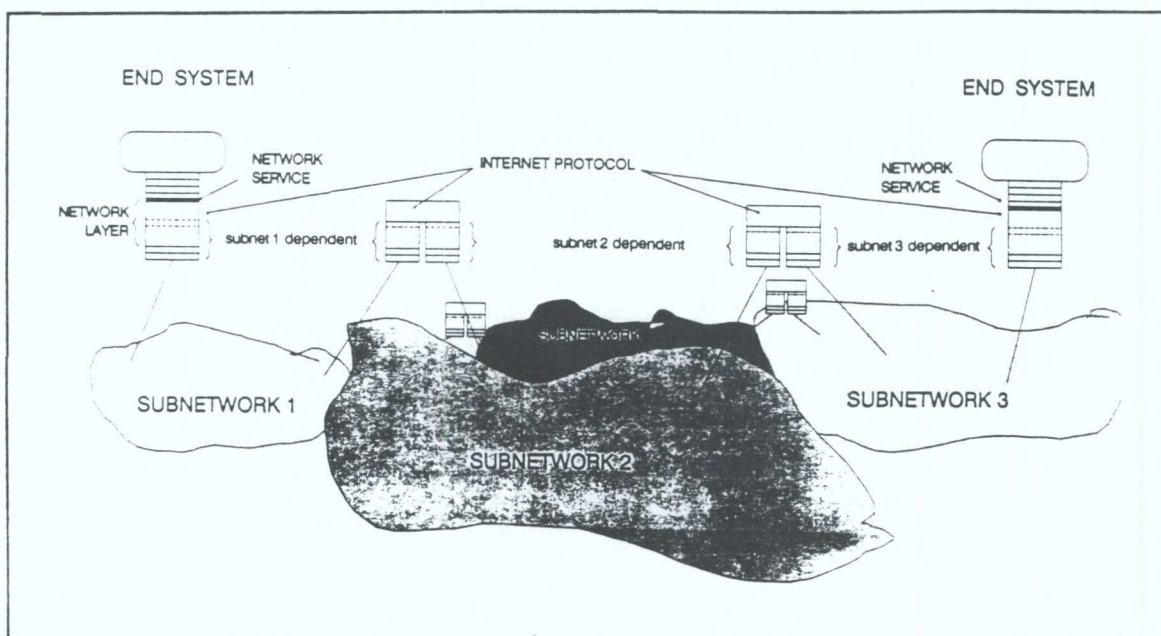 END SYSTEM
END SYSTEM
NETWORK
SERVICE
INTERNET PROTOCOL
NETWORK
SERVICE
NETWORK
LAYER
subnet 1 dependent
subnet 2 dependent
subnet 3 dependent
SUBNETWORK
SUBNETWORK 1
SUBNETWORK 3
SUBNETWORK 2